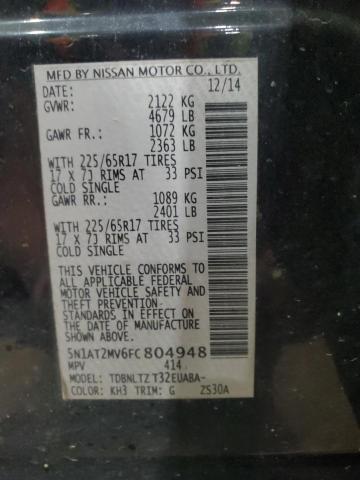 MFD BY NISSAN MOTOR CO., LTD.
DATE: 12/14
GVWR: 2122 KG
4679 LB
GAWR FR.: 1072 KG
2363 LB
WITH 225/65R17 TIRES
17 X 7J RIMS AT 33 PSI
COLD SINGLE
GAWR RR.: 1089 KG
2401 LB
WITH 225/65R17 TIRES
17 X 7J RIMS AT 33 PSI
COLD SINGLE
THIS VEHICLE CONFORMS TO
ALL APPLICABLE FEDERAL
MOTOR VEHICLE SAFETY AND
THEFT PREVENTION
STANDARDS IN EFFECT ON
THE DATE OF MANUFACTURE
SHOWN ABOVE.
5N1AT2MV6FC804948
MPV 414
MODEL: TDBNLTZ T32EUABA-
COLOR: KH3 TRIM: G ZS30A